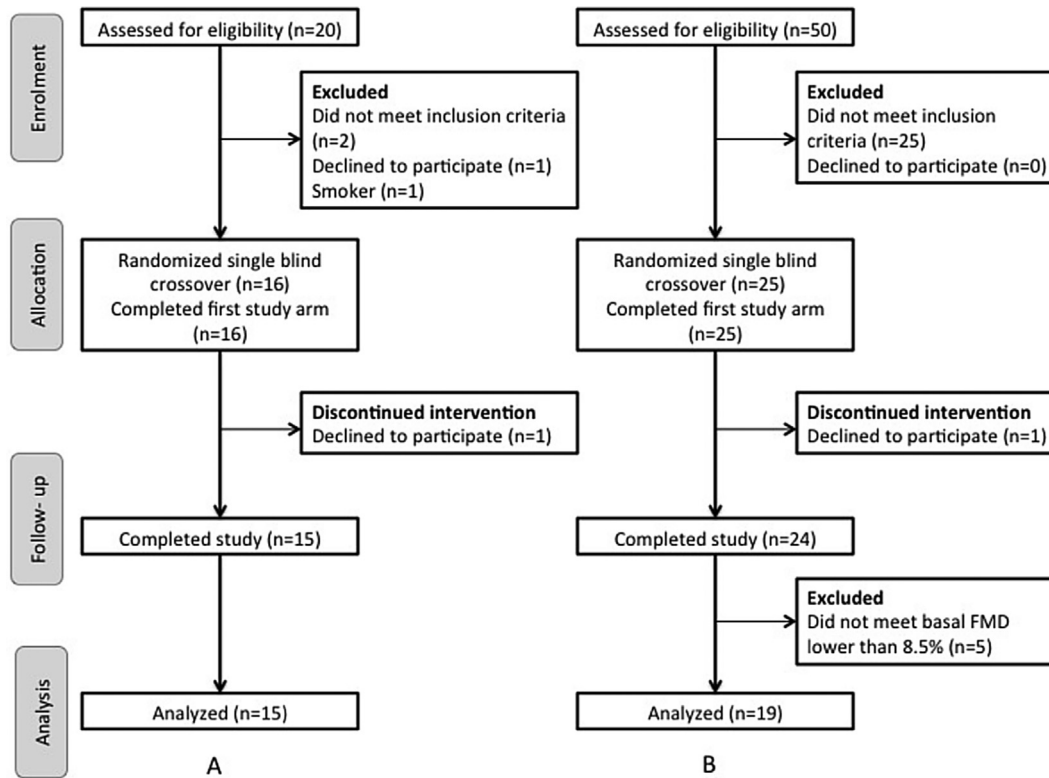 Enrolment
Assessed for eligibility (n=20)
Excluded
Did not meet inclusion criteria
(n=2)
Declined to participate (n=1)
Smoker (n=1)
Assessed for eligibility (n=50)
Excluded
Did not meet inclusion
criteria (n=25)
Declined to participate (n=0)
Allocation
Randomized single blind
crossover (n=16)
Completed first study arm
(n=16)
Randomized single blind
crossover (n=25)
Completed first study arm
(n=25)
Follow- up
Discontinued intervention
Declined to participate (n=1)
Completed study (n=15)
Discontinued intervention
Declined to participate (n=1)
Completed study (n=24)
Excluded
Did not meet basal FMD
lower than 8.5% (n=5)
Analysis
Analyzed (n=15)
Analyzed (n=19)
A
B